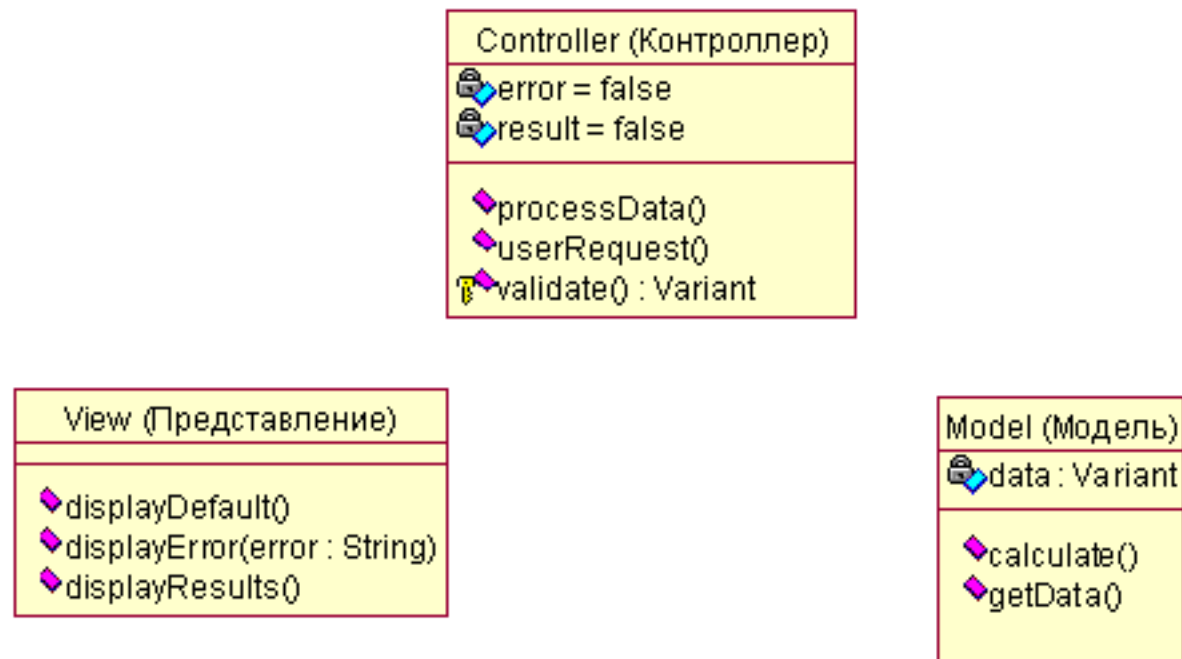 Controller (Контроллер)
error = false
result = false
processData()
userRequest()
validate() : Variant
View (Представление)
displayDefault()
displayError(error : String)
displayResults()
Model (Модель)
data : Variant
calculate()
getData()